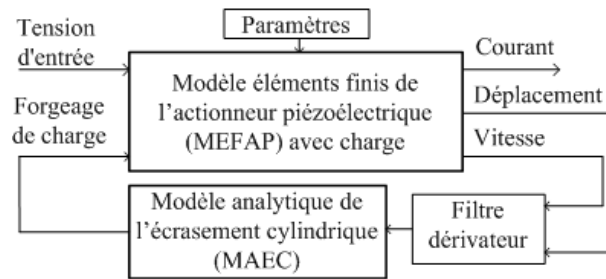 Tension
d'entrée
Paramètres
Courant
Modèle éléments finis de
l'actionneur piézoélectrique
(MEFAP) avec charge
Déplacement
Forgeage
de charge
Vitesse
Modèle analytique de
l'écrasement cylindrique
(MAEC)
Filtre
dérivateur